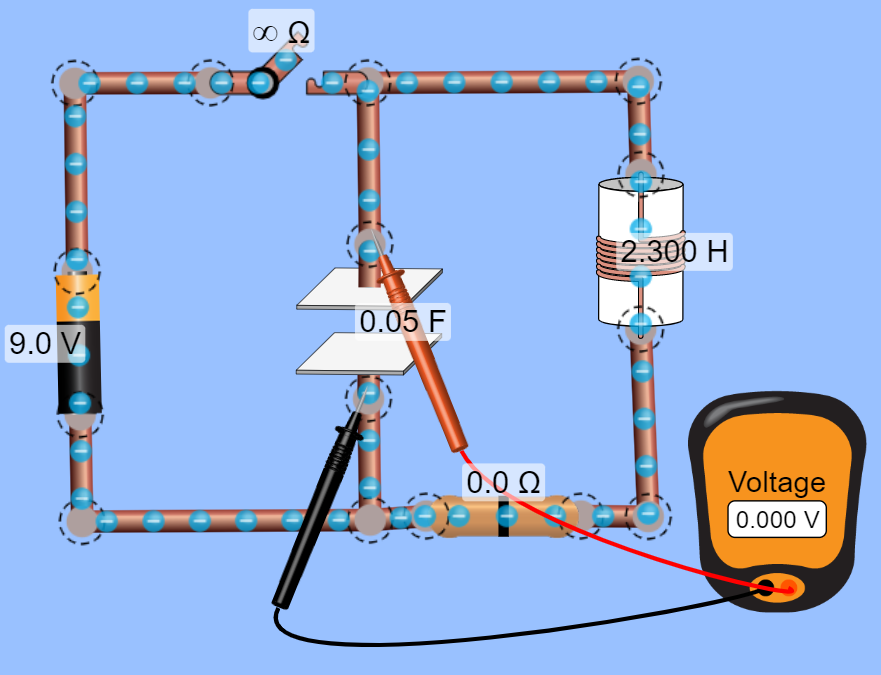 ∞ Ω
2.300 H
0.05 F
9.0 V
0.0 Ω
Voltage
0.000 V